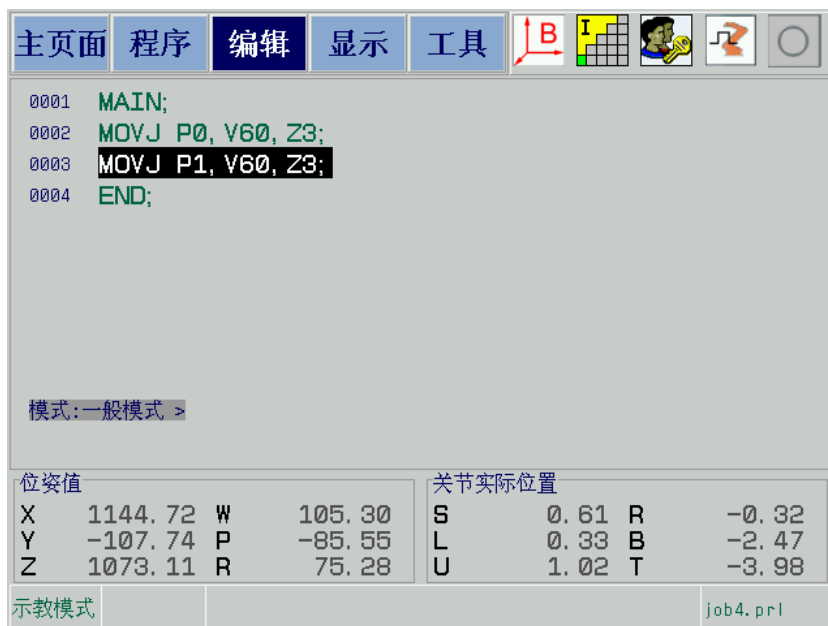 主页面 程序 编辑 显示 工具 B I
0001 MAIN;
0002 MOVJ P0, V60, Z3;
0003 MOVJ P1, V60, Z3;
0004 END;
模式:一般模式 >
位姿值 关节实际位置
X 1144.72 W 105.30 S 0.61 R -0.32
Y -107.74 P -85.55 L 0.33 B -2.47
Z 1073.11 R 75.28 U 1.02 T -3.98
示教模式 job4.prl